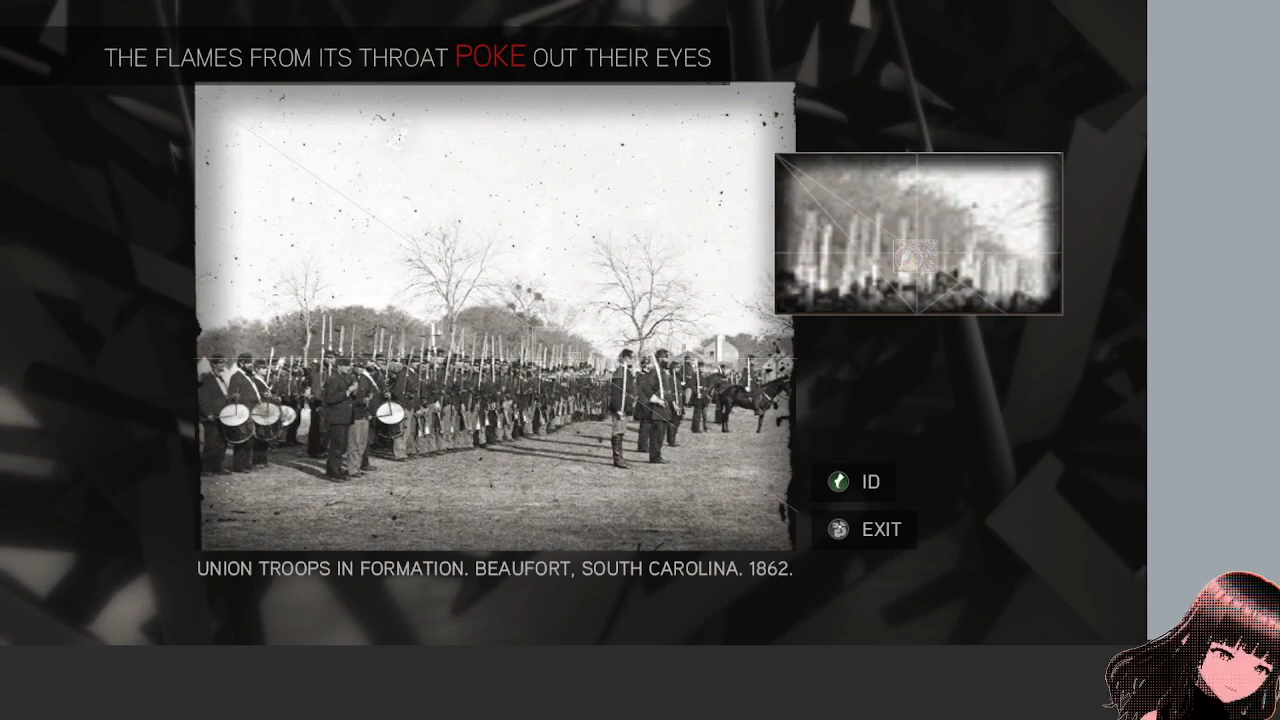 THE FLAMES FROM ITS THROAT POKE OUT THEIR EYES
ID
EXIT
UNION TROOPS IN FORMATION. BEAUFORT, SOUTH CAROLINA. 1862.